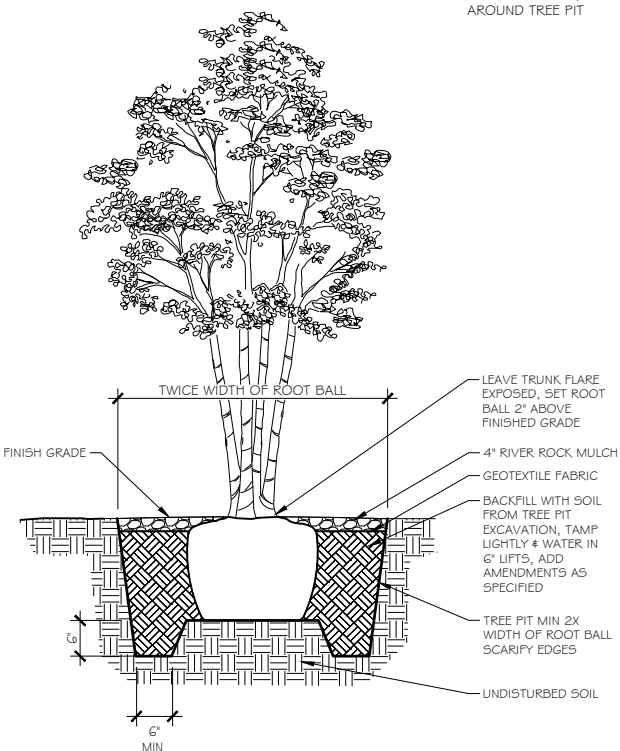 AROUND TREE PIT
TWICE WIDTH OF ROOT BALL
LEAVE TRUNK FLARE
EXPOSED, SET ROOT
BALL 2" ABOVE
FINISHED GRADE
FINISH GRADE
4" RIVER ROCK MULCH
GEOTEXTILE FABRIC
BACKFILL WITH SOIL
FROM TREE PIT
EXCAVATION, TAMP
LIGHTLY & WATER IN
6" LIFTS, ADD
AMENDMENTS AS
SPECIFIED
TREE PIT MIN 2X
WIDTH OF ROOT BALL
SCARIFY EDGES
6"
UNDISTURBED SOIL
6"
MIN